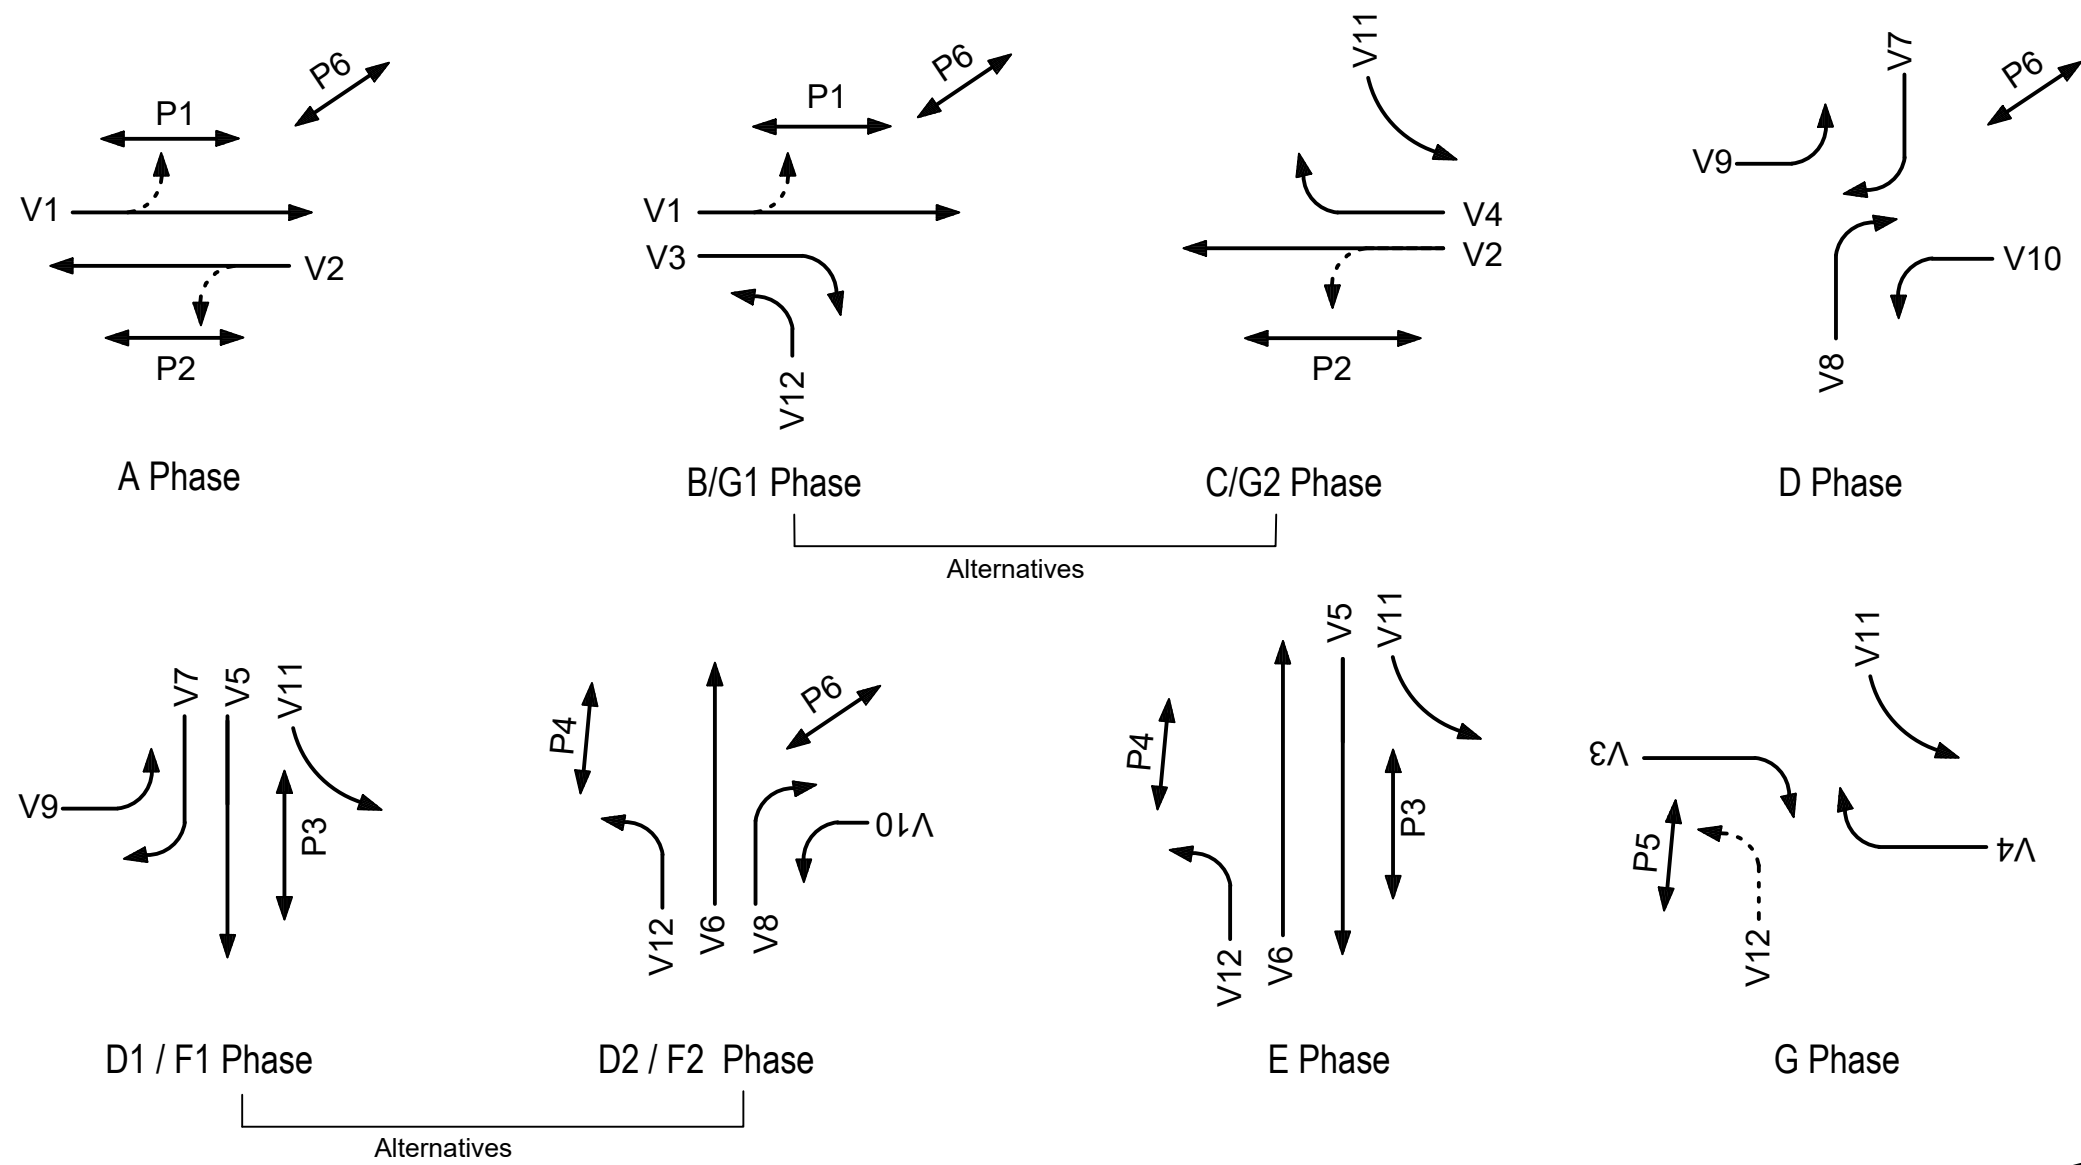 P6
P1
V1
V2
P2
A Phase
P6
P1
V1
V3
V12
B/G1 Phase
V11
V4
V2
P2
C/G2 Phase
Alternatives
V7
P6
V9
V10
V8
D Phase
V7
V5
V11
V9
P3
D1 / F1 Phase
P6
P4
V10
V12
V6
V8
D2 / F2 Phase
Alternatives
V5
V11
P4
P3
V12
V6
E Phase
V11
V3
P5
V4
V12
G Phase